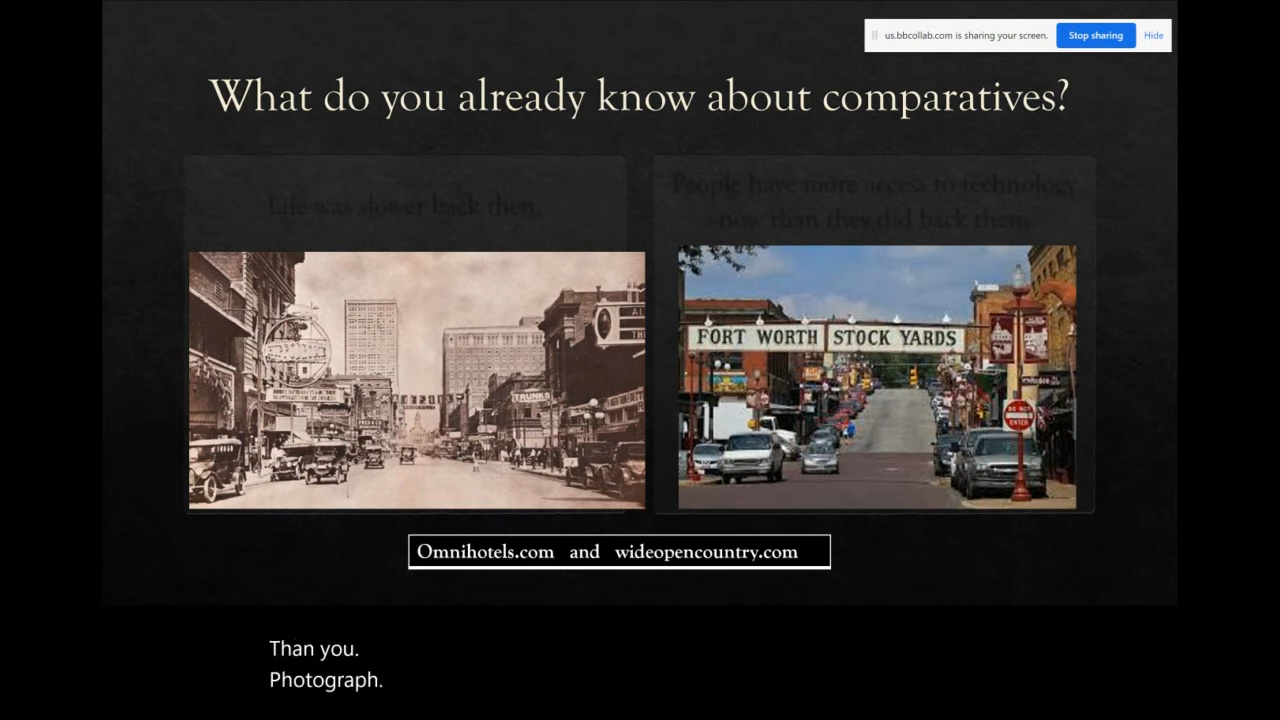 us.bbcollab.com is sharing your screen. Stop sharing Hide
What do you already know about comparatives?
Life was slower back then.
People have more access to technology
now than they did back then.
TRUNKS
FORT WORTH STOCK YARDS
DO NOT
ENTER
Omnihotels.com and wideopencountry.com
Than you.
Photograph.